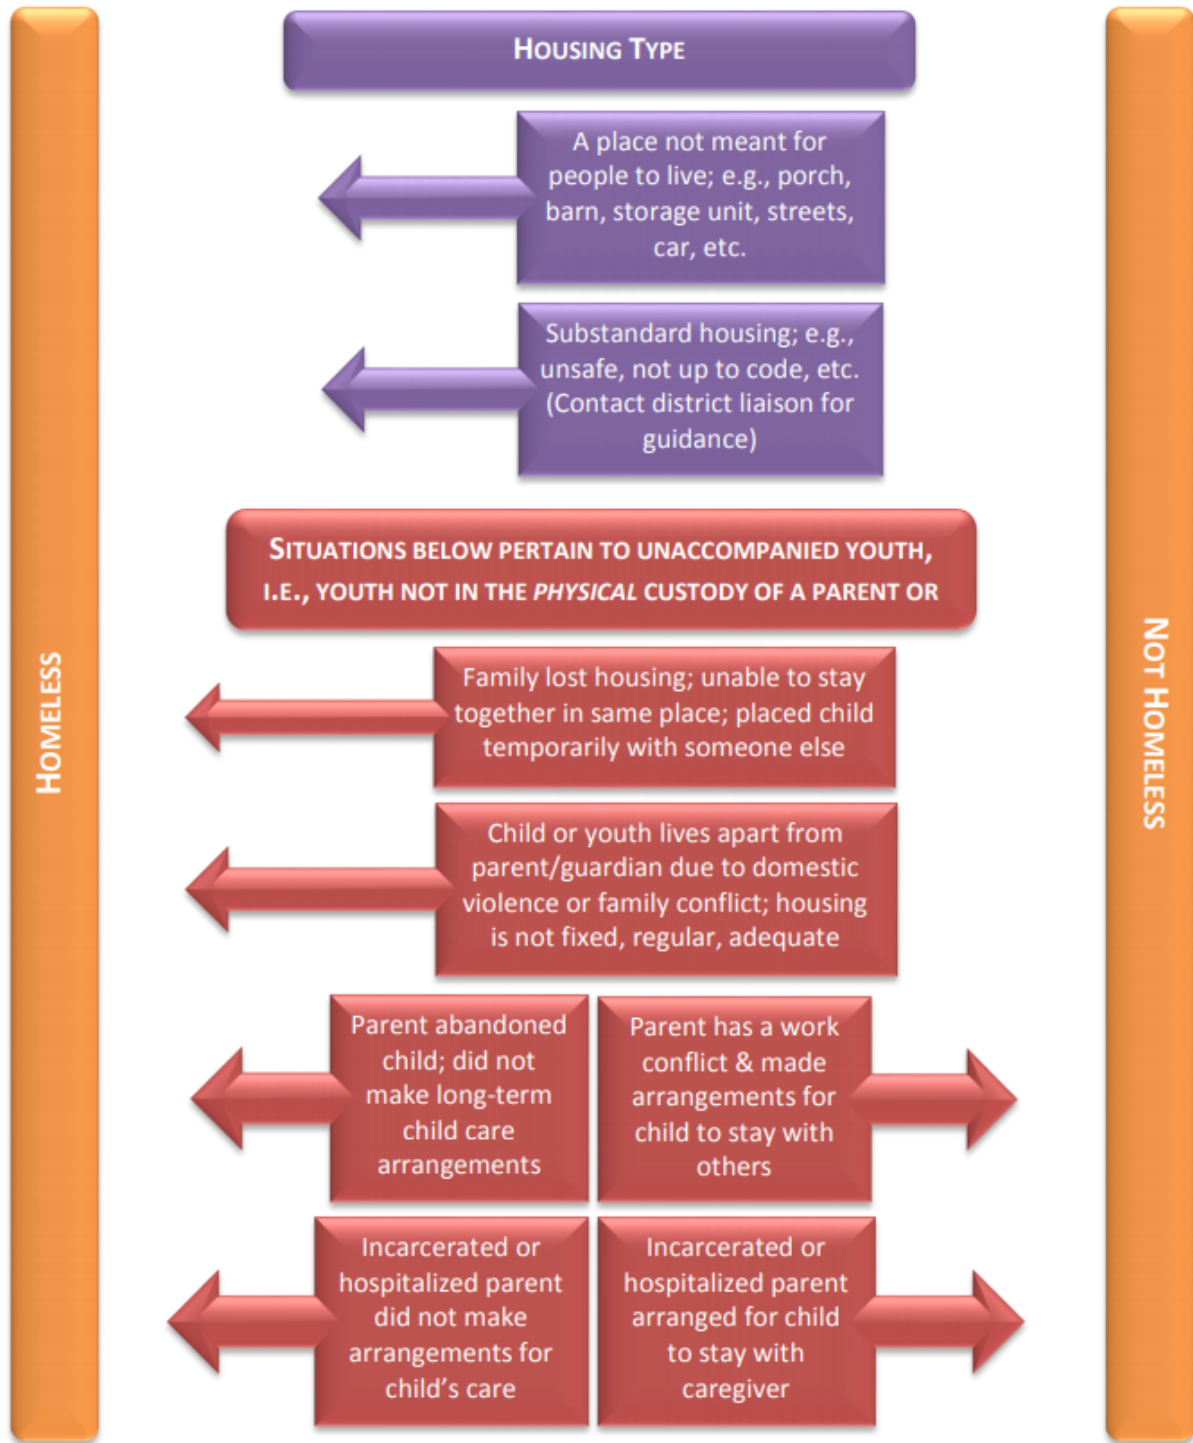 HOUSING TYPE
A place not meant for
people to live; e.g., porch,
barn, storage unit, streets,
car, etc.
Substandard housing; e.g.,
unsafe, not up to code, etc.
(Contact district liaison for
guidance)
SITUATIONS BELOW PERTAIN TO UNACCOMPANIED YOUTH,
I.E., YOUTH NOT IN THE PHYSICAL CUSTODY OF A PARENT OR
HOMELESS
NOT HOMELESS
Family lost housing; unable to stay
together in same place; placed child
temporarily with someone else
Child or youth lives apart from
parent/guardian due to domestic
violence or family conflict; housing
is not fixed, regular, adequate
Parent abandoned
child; did not
make long-term
child care
arrangements
Parent has a work
conflict & made
arrangements for
child to stay with
others
Incarcerated or
hospitalized parent
did not make
arrangements for
child's care
Incarcerated or
hospitalized parent
arranged for child
to stay with
caregiver